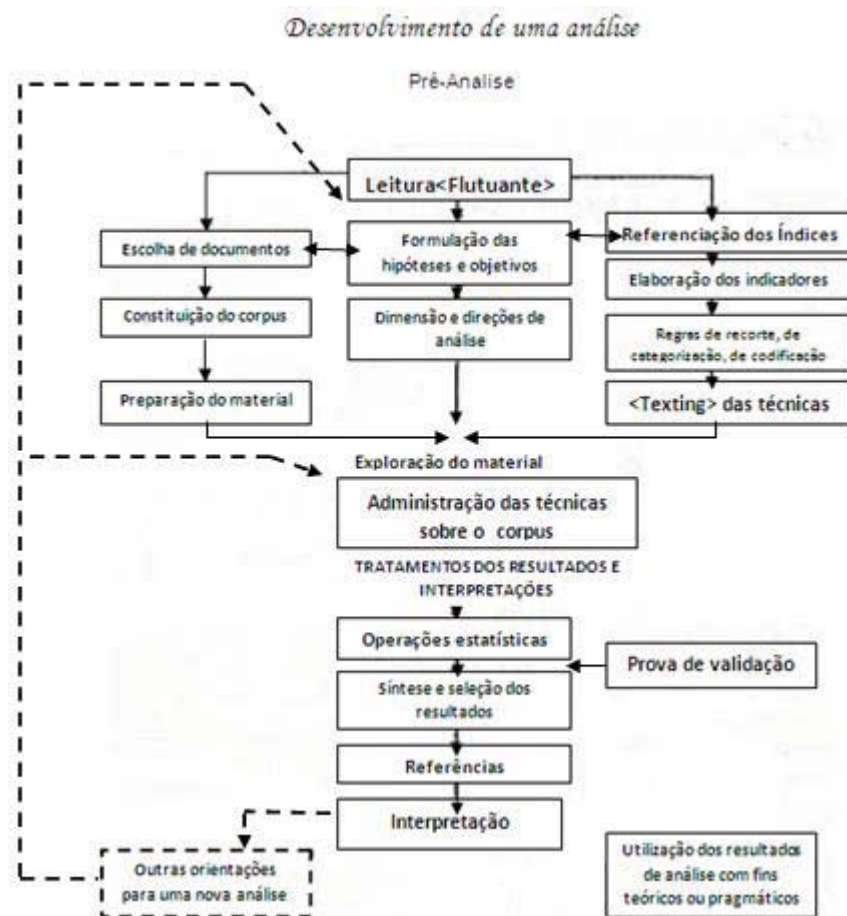 Desenvolvimento de uma análise
Pré-Analise
Leitura<Flutuante>
Escolha de documentos
Formulação das
hipóteses e objetivos
Referenciação dos Índices
Elaboração dos indicadores
Constituição do corpus
Dimensão e direções de
análise
Regras de recorte, de
categorização, de codificação
Preparação do material
<Texting> das técnicas
Exploração do material
Administração das técnicas
sobre o corpus
TRATAMENTOS DOS RESULTADOS E
INTERPRETAÇÕES
Operações estatísticas
Prova de validação
Síntese e seleção dos
resultados
Referências
Interpretação
Outras orientações
para uma nova análise
Utilização dos resultados
de análise com fins
teóricos ou pragmáticos